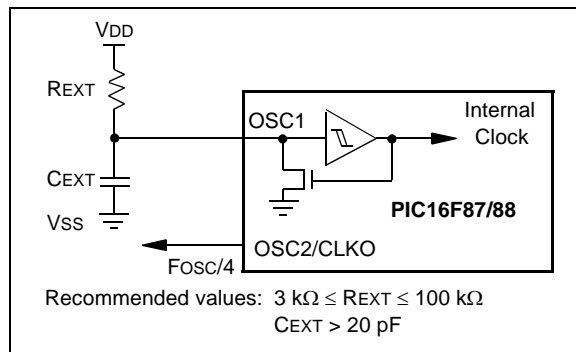 VDD
REXT
OSC1
Internal
Clock
CEXT
PIC16F87/88
VSS
OSC2/CLKO
FOSC/4
Recommended values: 3 kΩ ≤ REXT ≤ 100 kΩ
CEXT > 20 pF